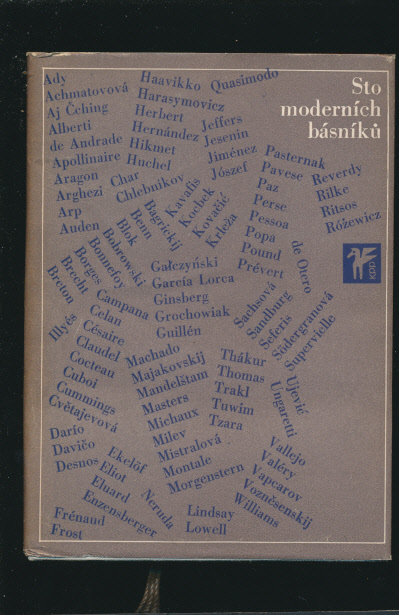 Sto
moderních
básníků
KPP
Ady
Achmatovová
Aj Čching
Alberti
de Andrade
Apollinaire
Aragon
Arghezi
Arp
Auden
Bagrickij
Benn
Blok
Bobrowski
Bonnefoy
Borges
Brecht
Breton
Campana
Celan
Césaire
Claudel
Cocteau
Cuboi
Cummings
Cvětajevová
Dario
Davičo
Desnos
Ekelöf
Eliot
Eluard
Enzensberger
Frénaud
Frost
Gałczyński
García Lorca
Ginsberg
Grochowiak
Guillén
Haavikko
Harasymovicz
Herbert
Hernández
Hikmet
Huchel
Char
Chlebnikov
Illyés
Jeffers
Jesenin
Jiménez
József
Kavafis
Kocbek
Kovačić
Krleža
Lindsay
Lowell
Machado
Majakovskij
Mandelštam
Masters
Michaux
Milev
Mistralová
Montale
Morgenstern
Neruda
de Otero
Pasternak
Pavese
Paz
Perse
Pessoa
Popa
Pound
Prévert
Quasimodo
Reverdy
Rilke
Ritsos
Różewicz
Sachsová
Sandburg
Seferis
Södergranová
Supervielle
Thákur
Thomas
Trakl
Tuwim
Tzara
Ujević
Ungaretti
Vallejo
Valéry
Vapcarov
Vozněsenskij
Williams